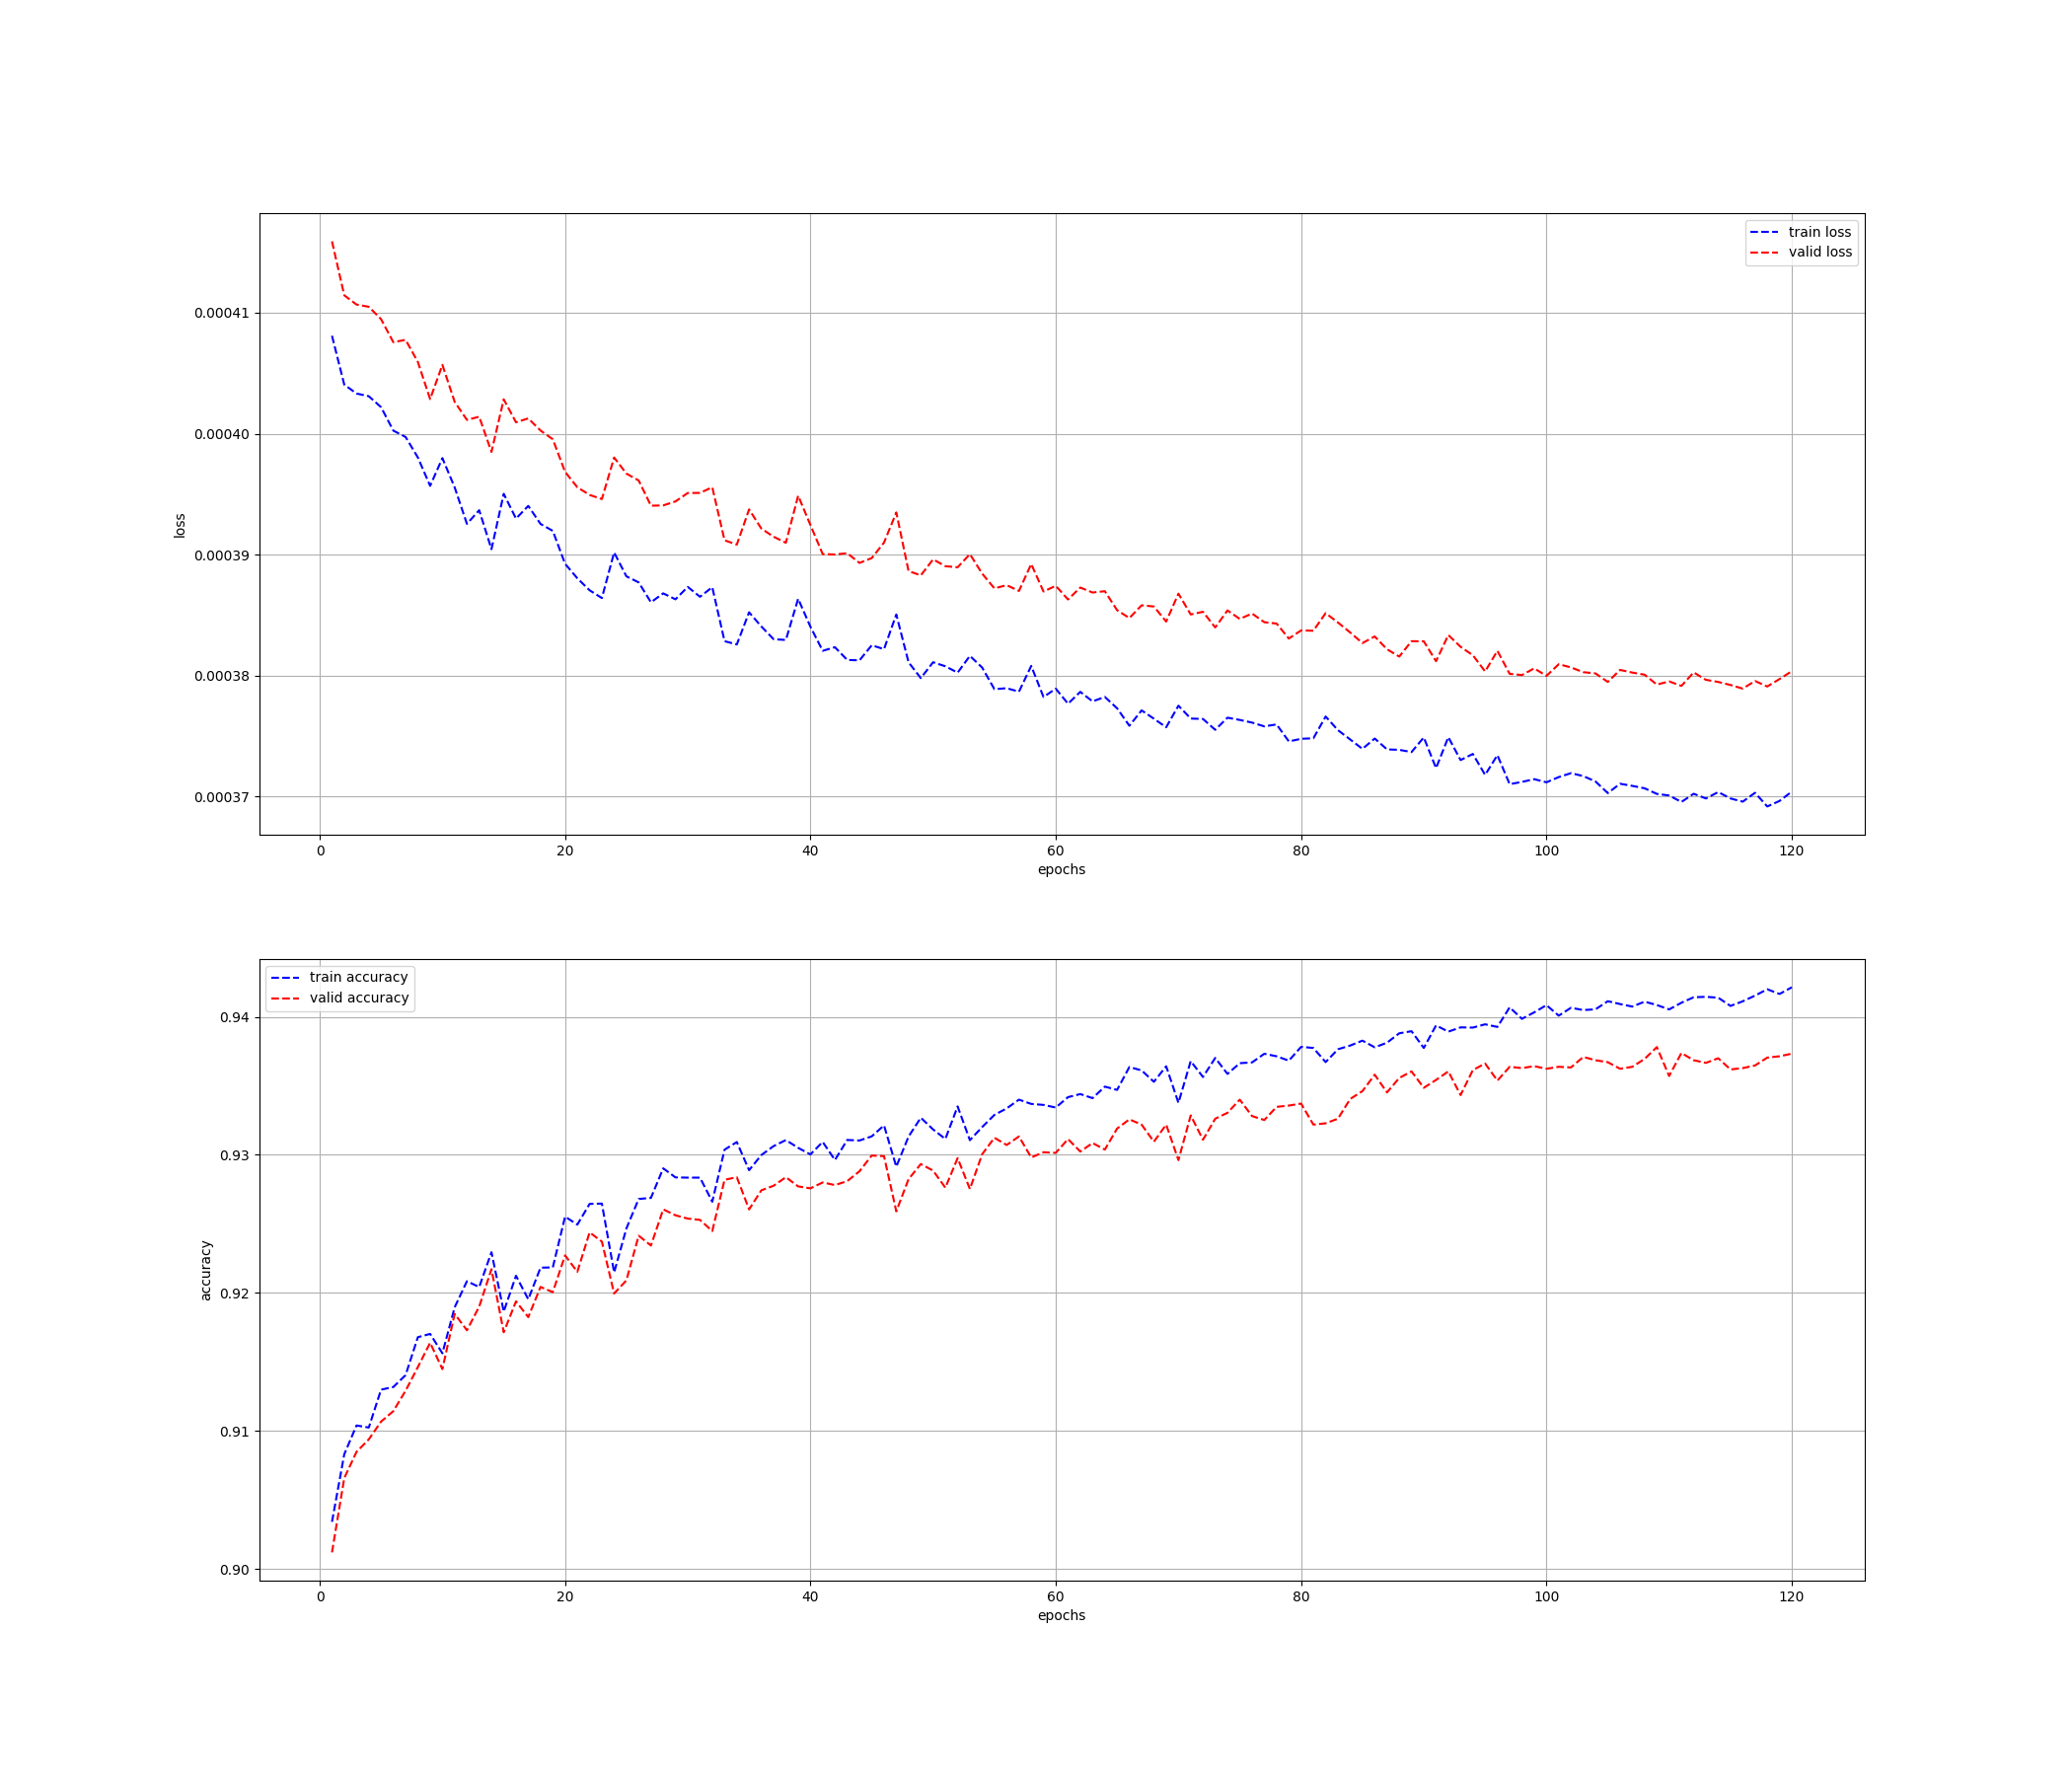 train loss
valid loss
0.00041
0.00040
0.00039
0.00038
0.00037
loss
0 20 40 60 80 100 120
epochs
train accuracy
valid accuracy
0.94
0.93
0.92
0.91
0.90
accuracy
0 20 40 60 80 100 120
epochs